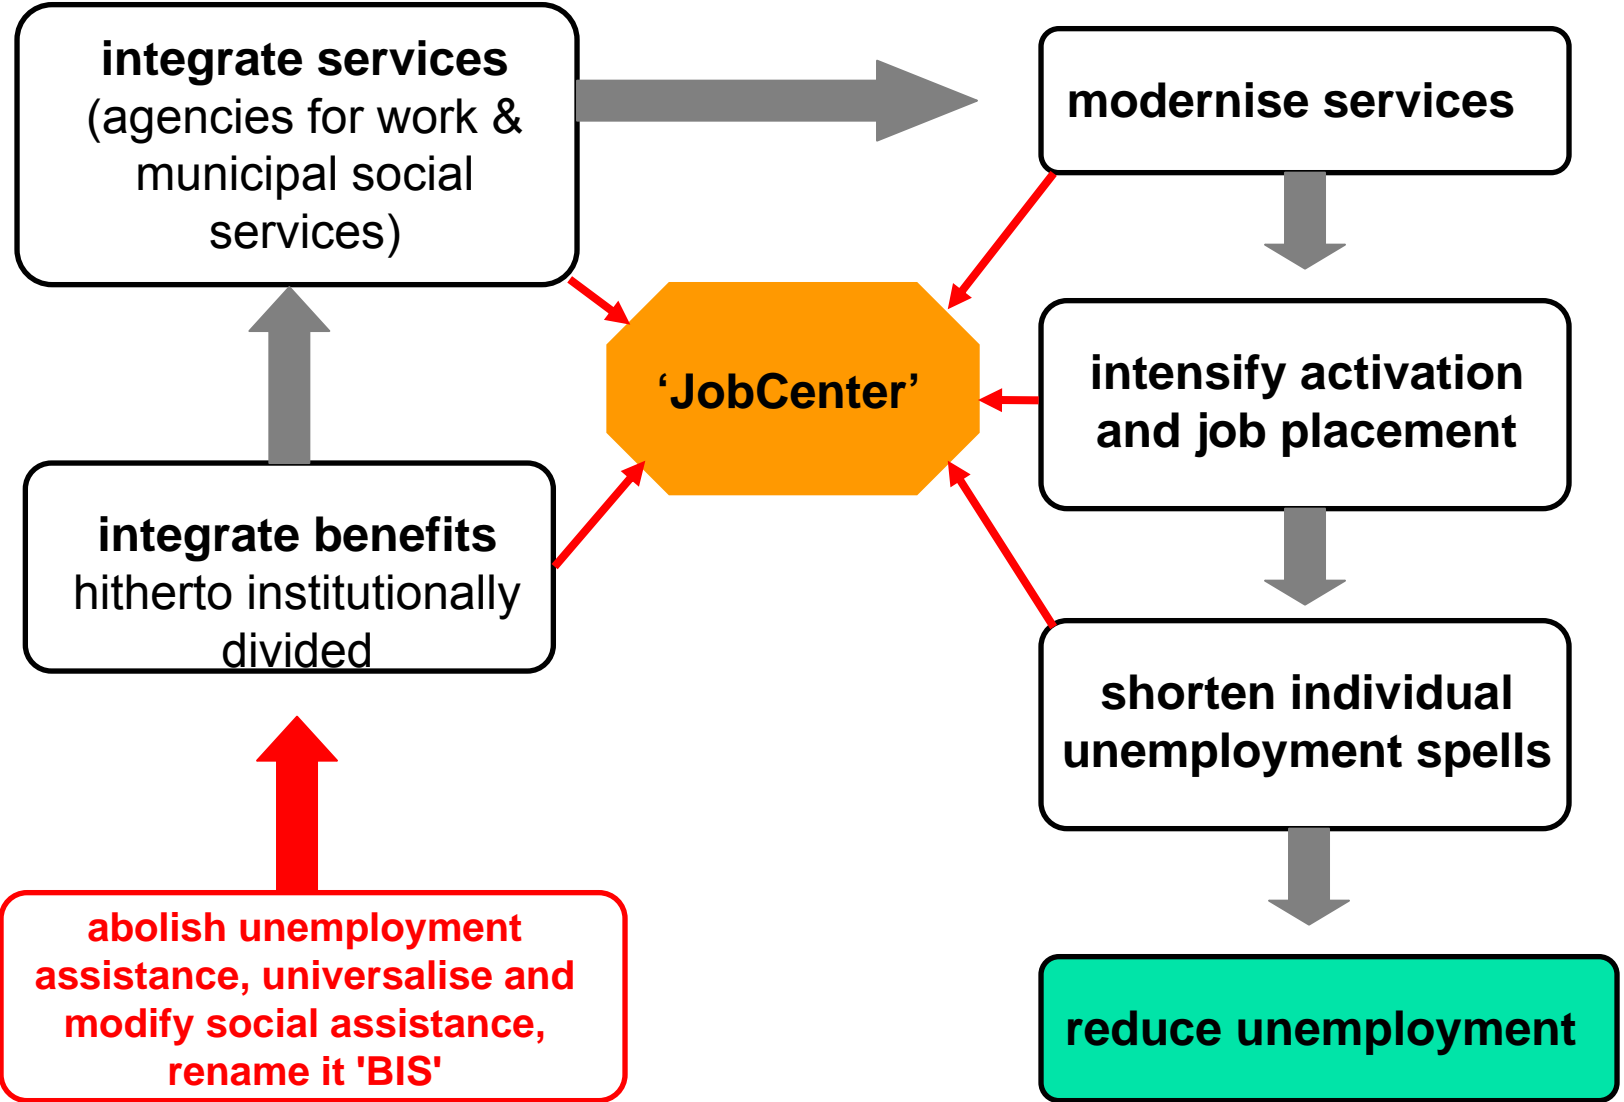 integrate services
(agencies for work &
municipal social
services)
modernise services
‘JobCenter’
intensify activation
and job placement
integrate benefits
hitherto institutionally
divided
shorten individual
unemployment spells
abolish unemployment
assistance, universalise and
modify social assistance,
rename it 'BIS'
reduce unemployment